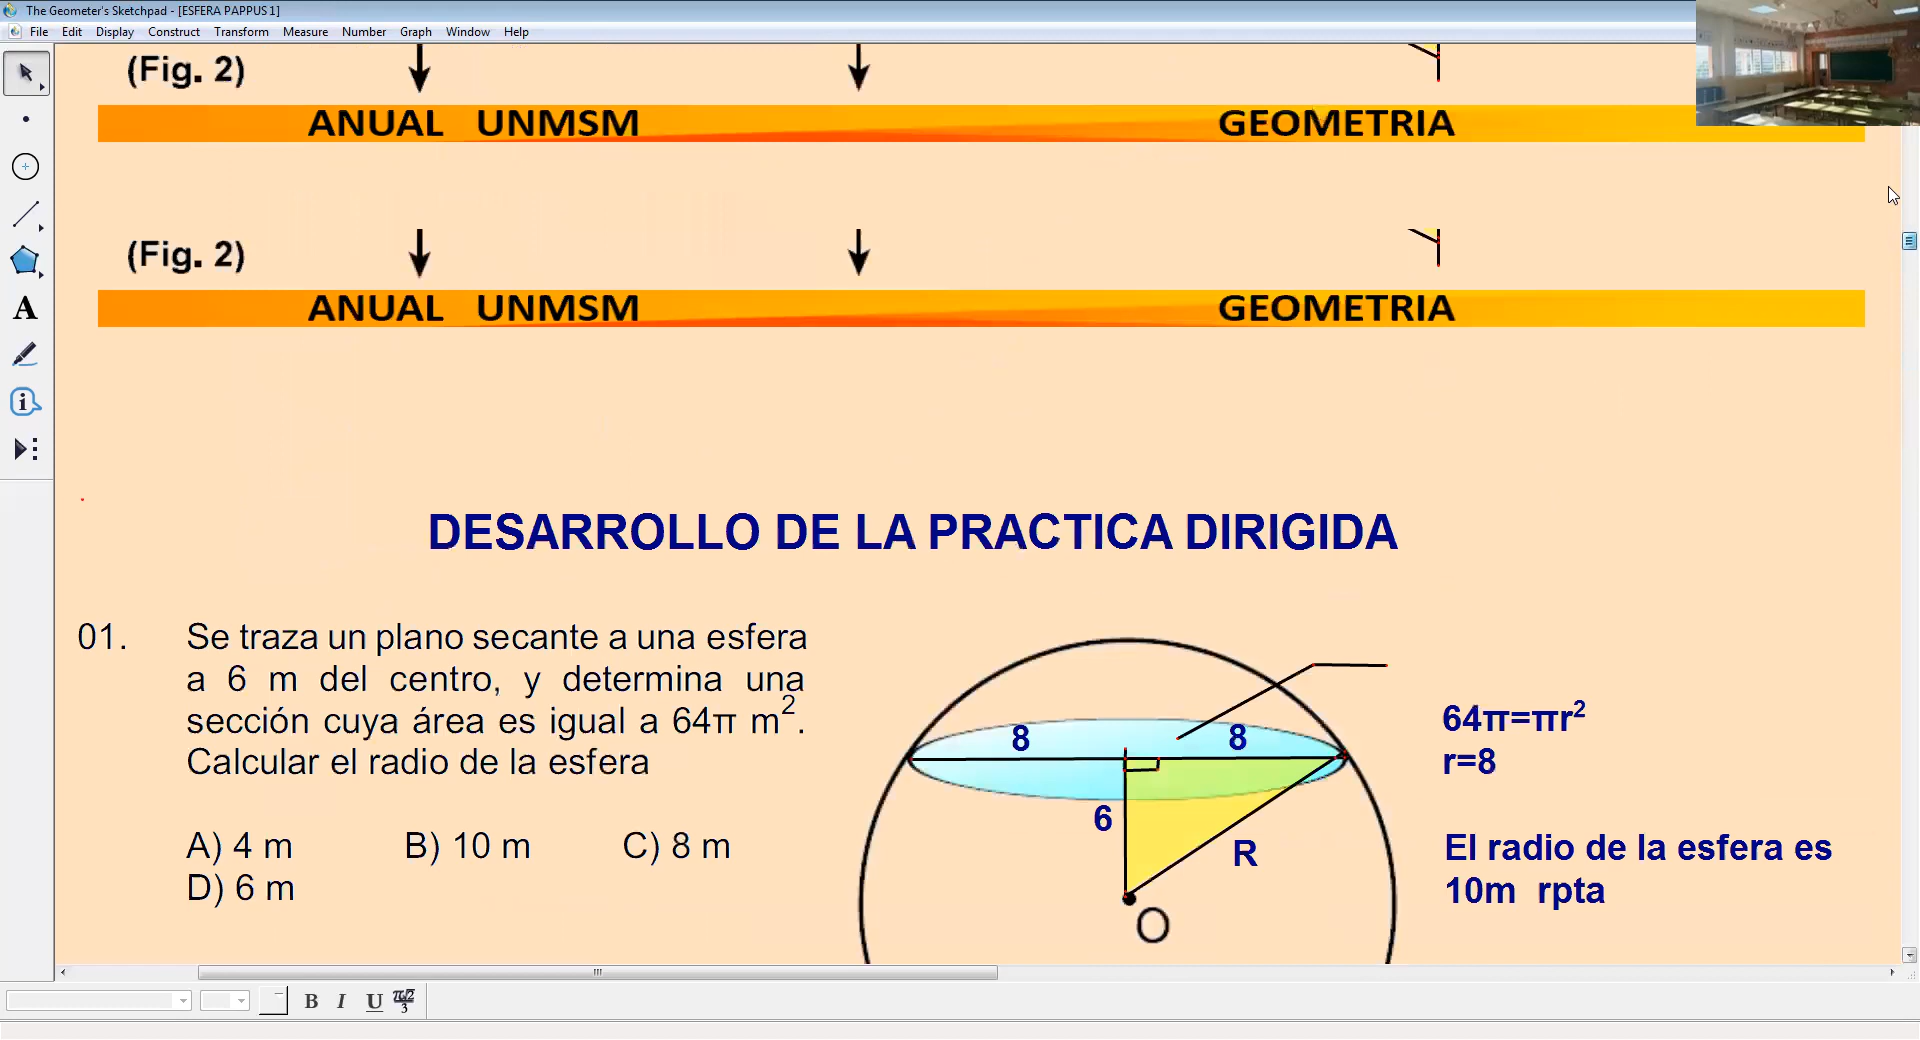 The Geometer's Sketchpad - [ESFERA PAPPUS 1]
File Edit Display Construct Transform Measure Number Graph Window Help
(Fig. 2)
ANUAL UNMSM GEOMETRIA
(Fig. 2)
ANUAL UNMSM GEOMETRIA
DESARROLLO DE LA PRACTICA DIRIGIDA
01. Se traza un plano secante a una esfera
a 6 m del centro, y determina una
sección cuya área es igual a 64π m².
Calcular el radio de la esfera
A) 4 m B) 10 m C) 8 m
D) 6 m
8 8
6
R
O
64π=πr²
r=8
El radio de la esfera es
10m rpta
A
B I U